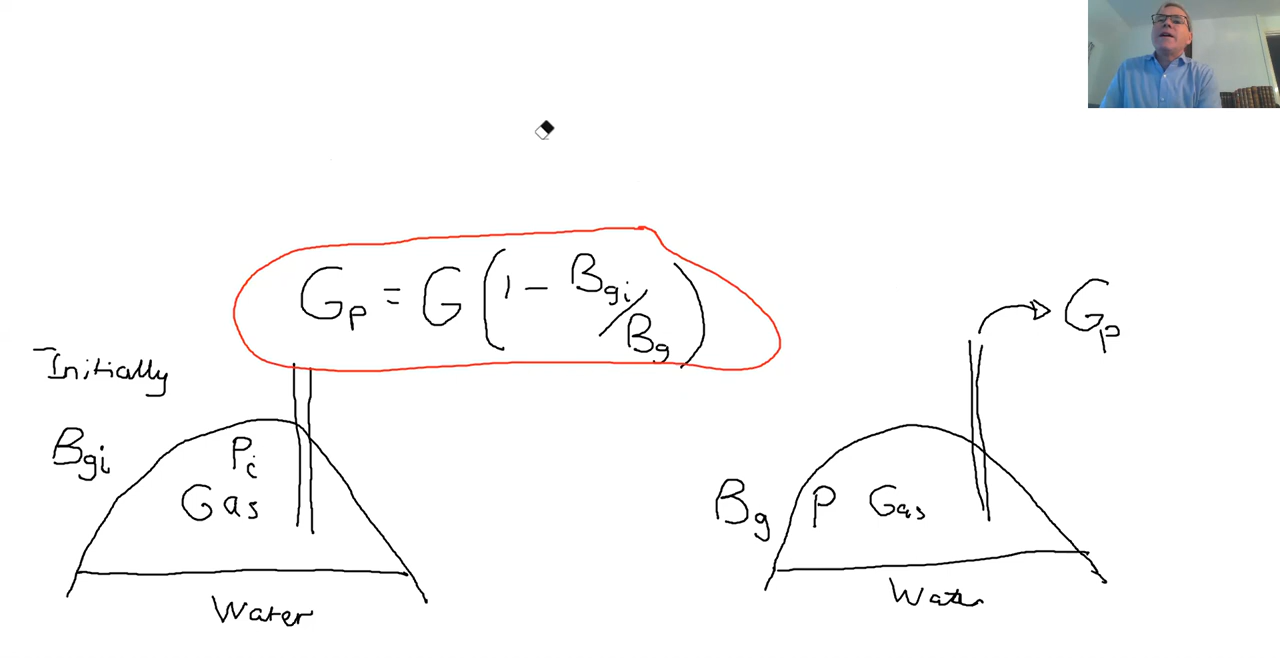 Gp = G(1 - Bgi/Bg)
Gp
Initially
Bgi
Pi
Gas
Water
Bg
P Gas
Water